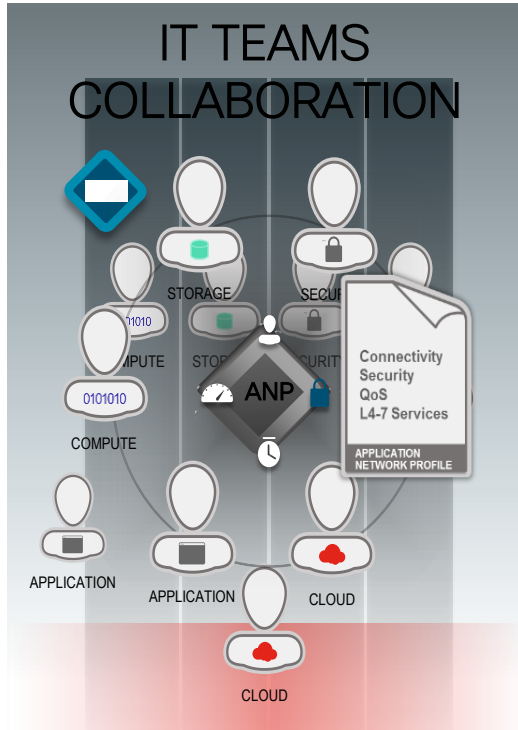 IT TEAMS
COLLABORATION
STORAGE
COMPUTE
0101010
COMPUTE
ANP
Connectivity
Security
QoS
L4-7 Services
APPLICATION
NETWORK PROFILE
APPLICATION
APPLICATION
CLOUD
CLOUD